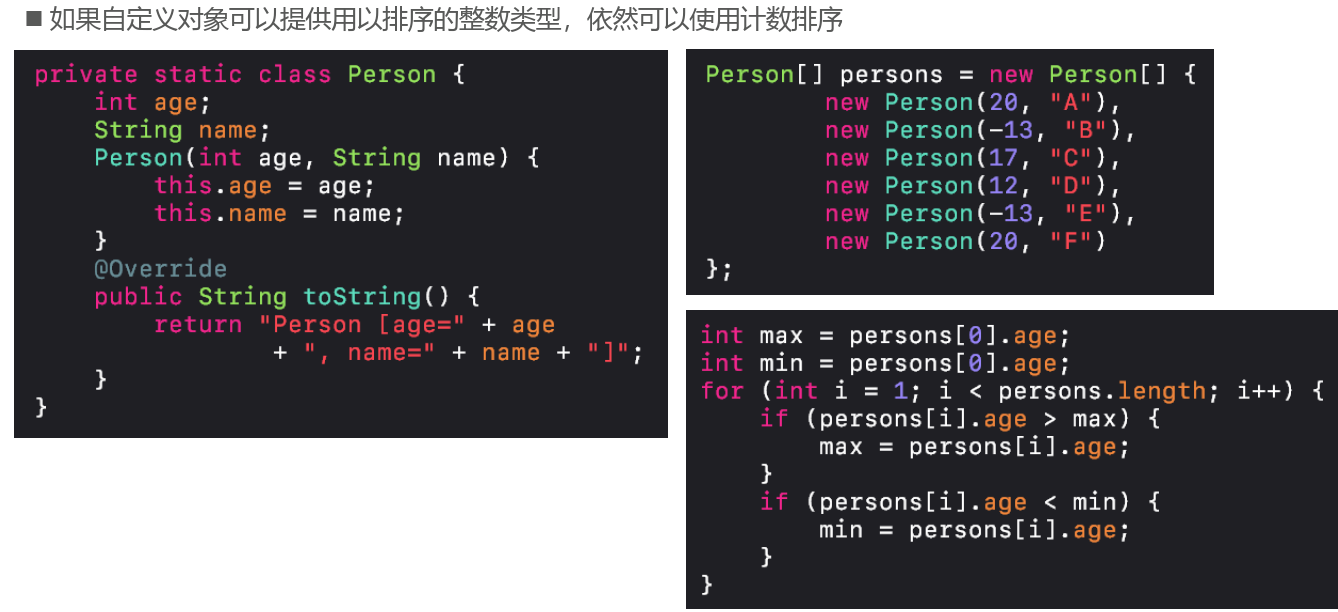 ■ 如果自定义对象可以提供用以排序的整数类型，依然可以使用计数排序
private static class Person {
    int age;
    String name;
    Person(int age, String name) {
        this.age = age;
        this.name = name;
    }
    @Override
    public String toString() {
        return "Person [age=" + age
                + ", name=" + name + "]";
    }
}
Person[] persons = new Person[] {
        new Person(20, "A"),
        new Person(-13, "B"),
        new Person(17, "C"),
        new Person(12, "D"),
        new Person(-13, "E"),
        new Person(20, "F")
};
int max = persons[0].age;
int min = persons[0].age;
for (int i = 1; i < persons.length; i++) {
    if (persons[i].age > max) {
        max = persons[i].age;
    }
    if (persons[i].age < min) {
        min = persons[i].age;
    }
}